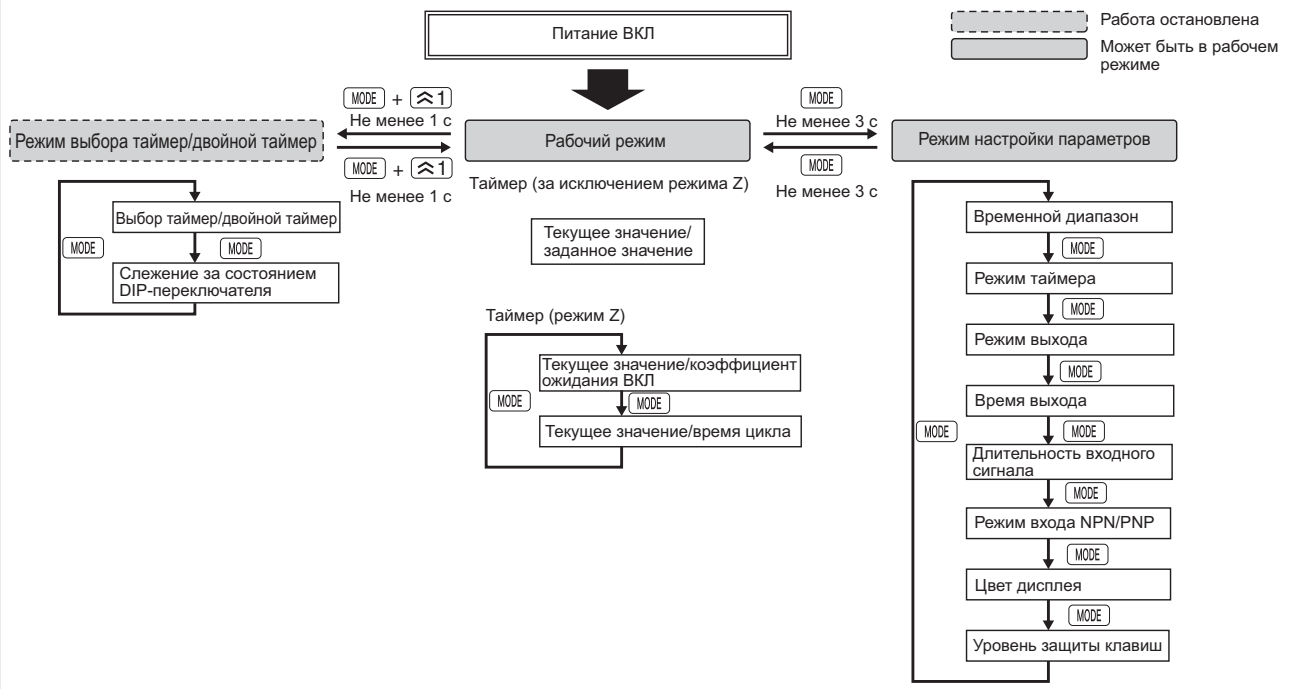 Питание ВКЛ
Работа остановлена
Может быть в рабочем
режиме
MODE + 1
Не менее 1 с
MODE
Не менее 3 с
Режим выбора таймер/двойной таймер
Рабочий режим
Режим настройки параметров
MODE + 1
Не менее 1 с
MODE
Не менее 3 с
Таймер (за исключением режима Z)
Выбор таймер/двойной таймер
MODE
MODE
Слежение за состоянием
DIP-переключателя
Текущее значение/
заданное значение
Таймер (режим Z)
Текущее значение/коэффициент
ожидания ВКЛ
MODE
MODE
Текущее значение/время цикла
Временной диапазон
MODE
Режим таймера
MODE
Режим выхода
MODE
Время выхода
MODE
MODE
Длительность входного
сигнала
MODE
Режим входа NPN/PNP
MODE
Цвет дисплея
MODE
Уровень защиты клавиш